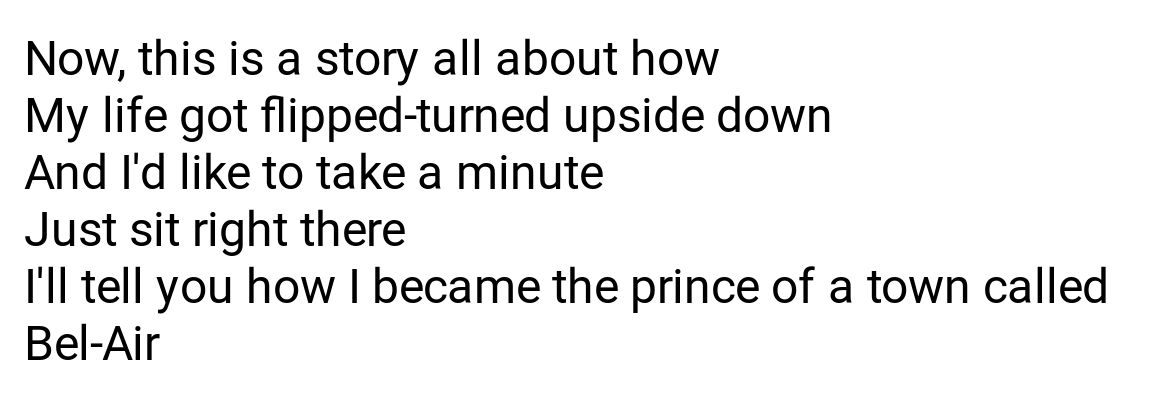 Now, this is a story all about how
My life got flipped-turned upside down
And I'd like to take a minute
Just sit right there
I'll tell you how I became the prince of a town called
Bel-Air